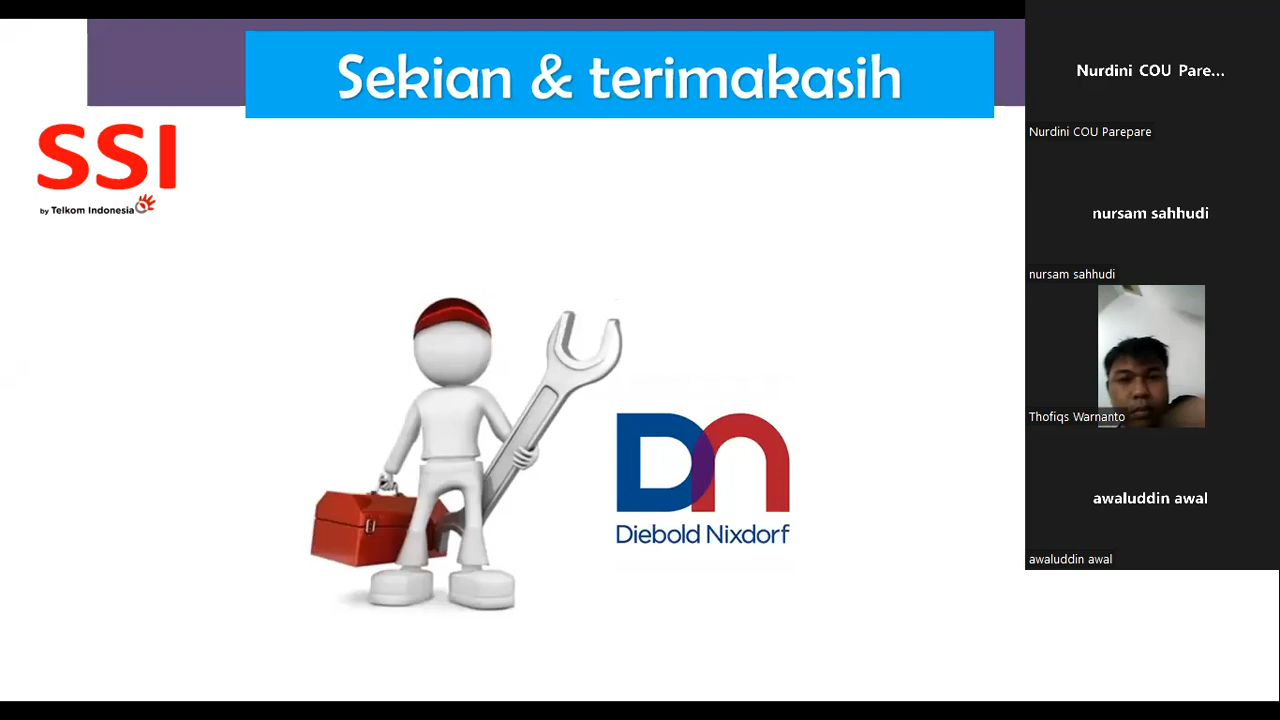 Sekian & terimakasih
SSI
by Telkom Indonesia
DN
Diebold Nixdorf
Nurdini COU Pare...
Nurdini COU Parepare
nursam sahhudi
nursam sahhudi
Thofiqs Warnanto
awaluddin awal
awaluddin awal